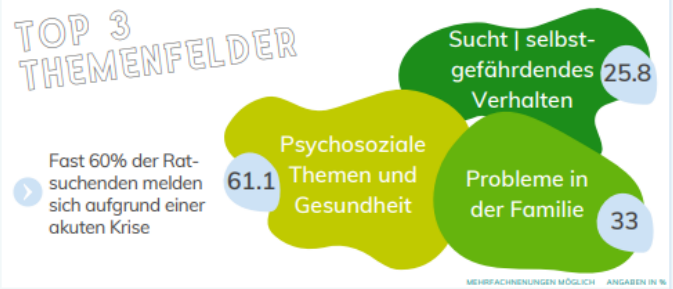 TOP 3
THEMENFELDER
Sucht | selbst-
gefährdendes
Verhalten
25.8
Psychosoziale
Themen und
Gesundheit
61.1
Probleme in
der Familie
33
Fast 60% der Rat-
suchenden melden
sich aufgrund einer
akuten Krise
MEHRFACHNENUNGEN MÖGLICH ANGABEN IN %